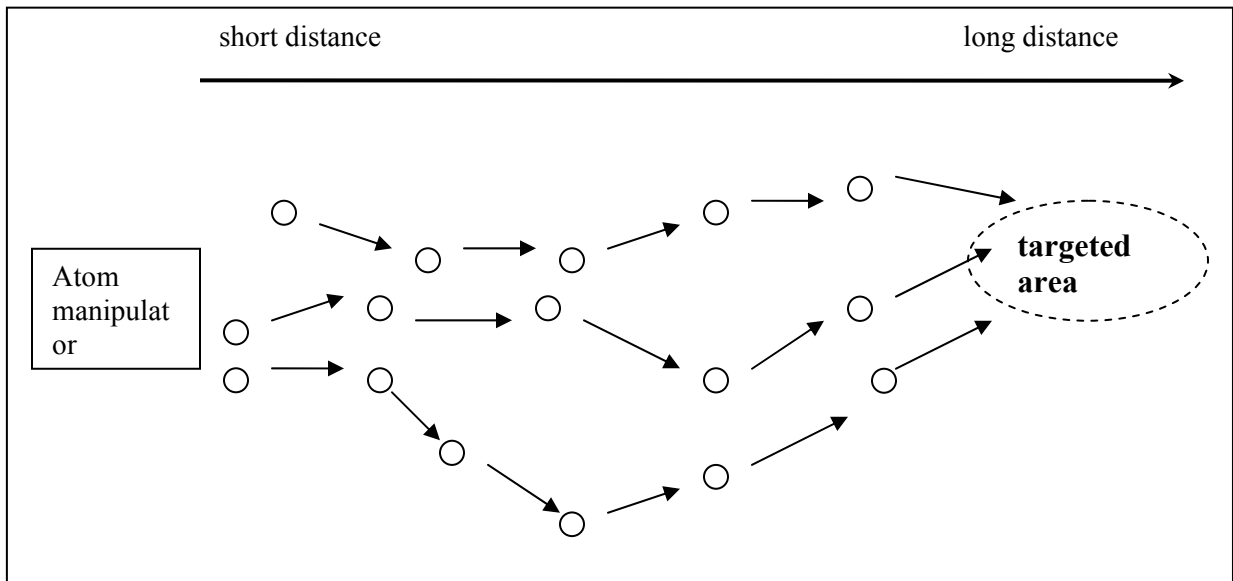 short distance
long distance
Atom
manipulat
or
targeted
area